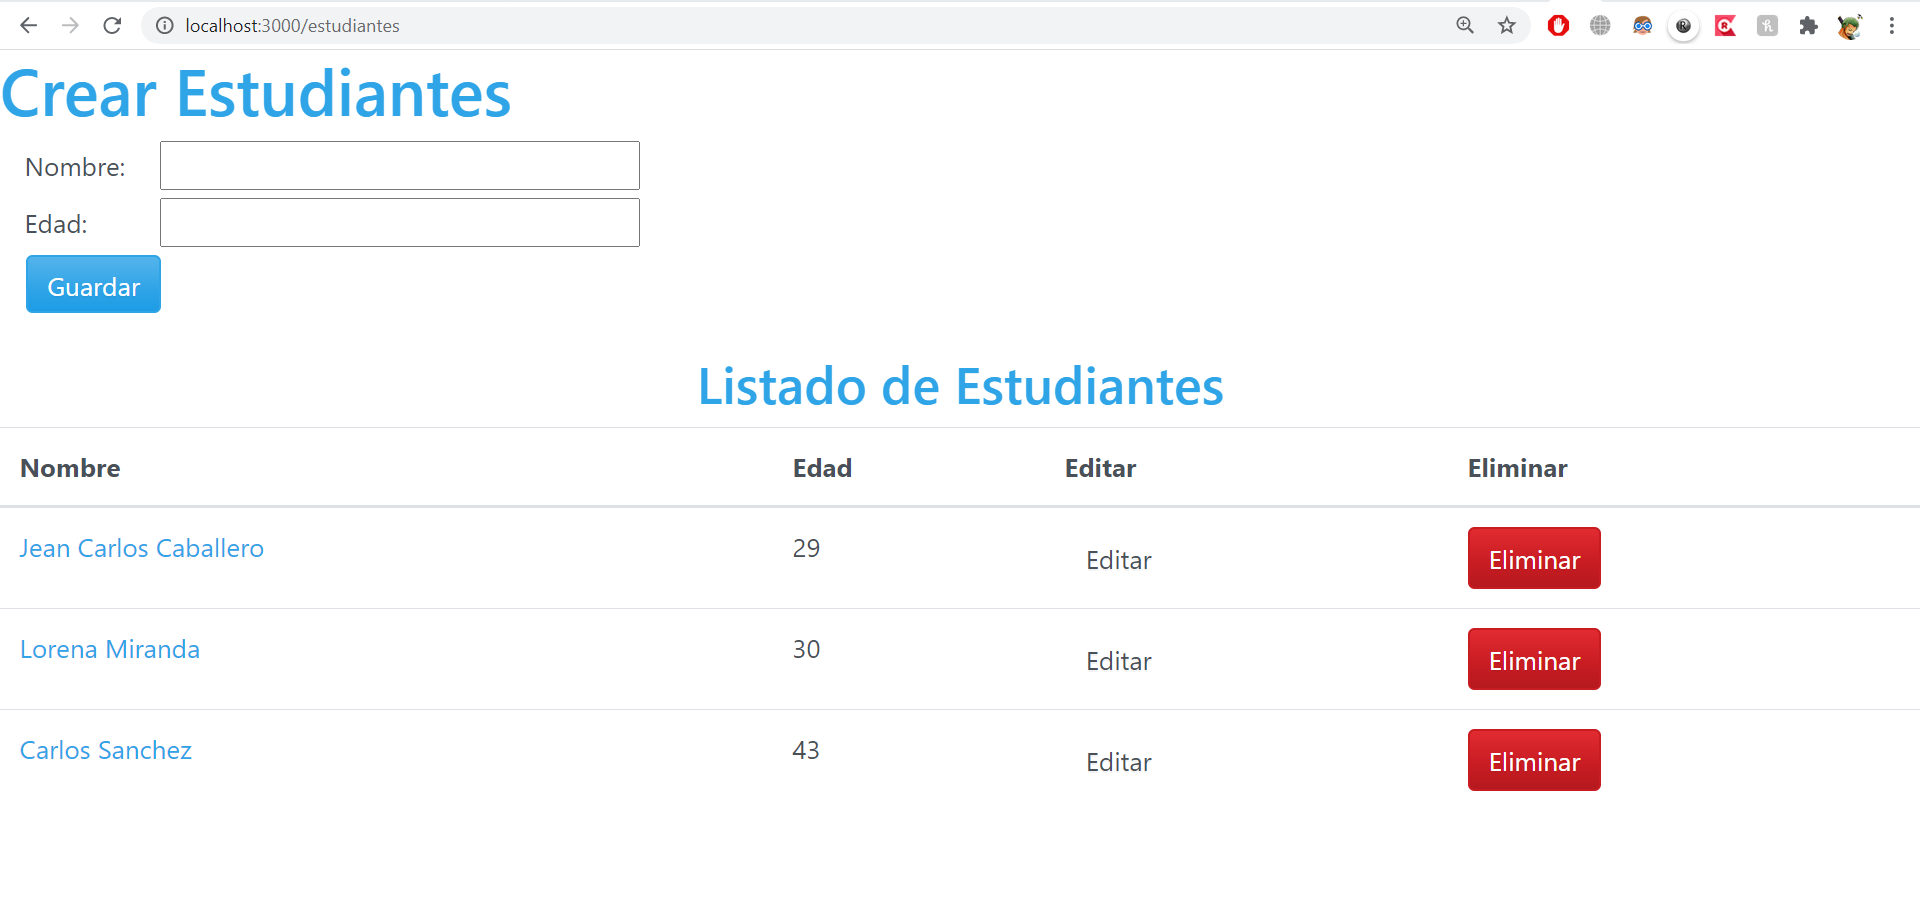 localhost:3000/estudiantes
Crear Estudiantes
Nombre:
Edad:
Guardar
Listado de Estudiantes
Nombre Edad Editar Eliminar
Jean Carlos Caballero 29 Editar Eliminar
Lorena Miranda 30 Editar Eliminar
Carlos Sanchez 43 Editar Eliminar